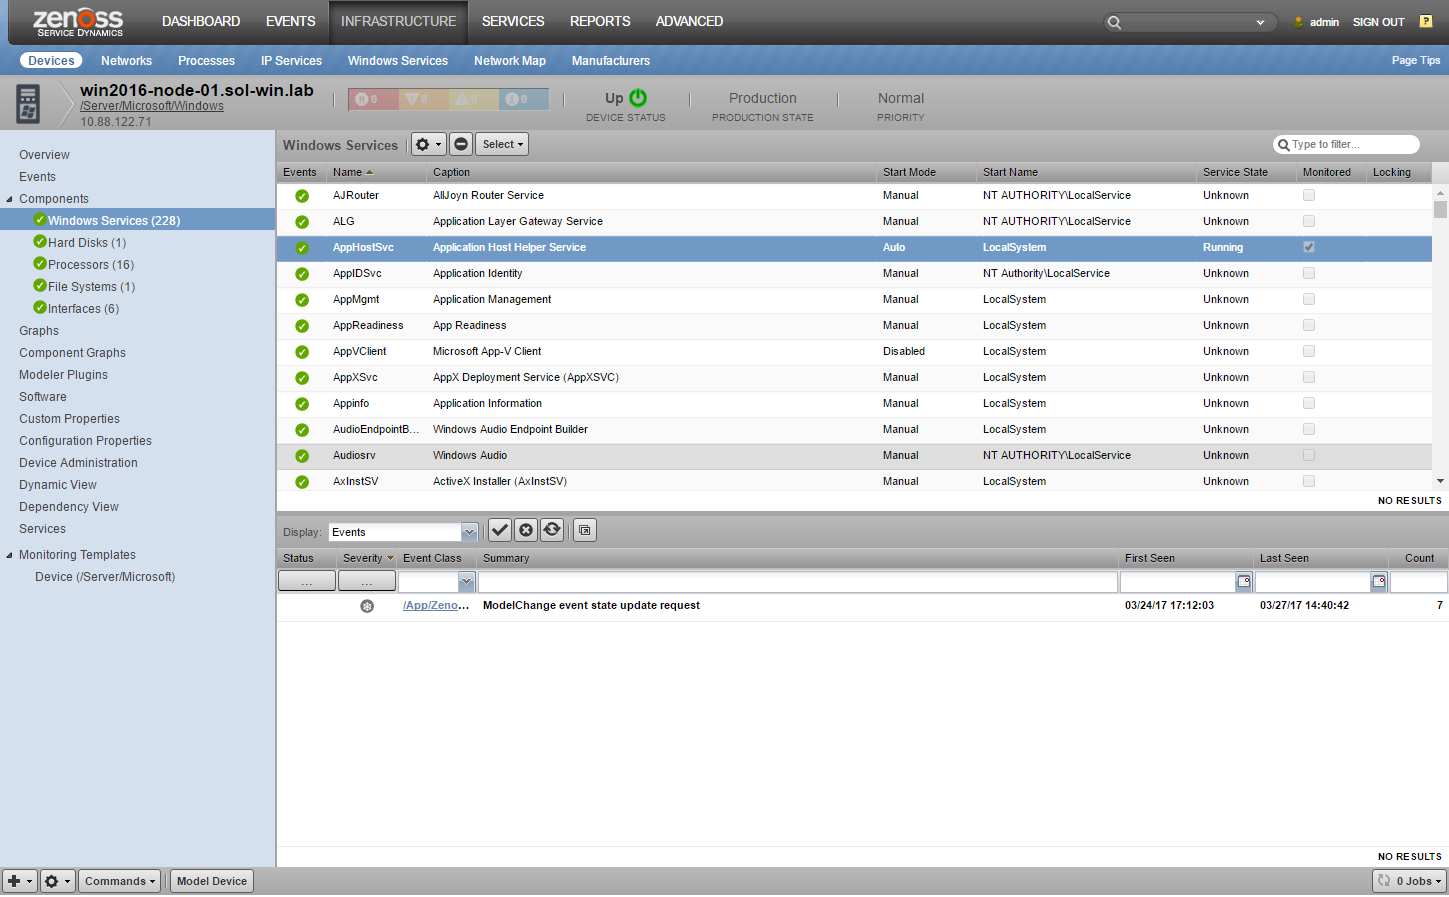 zenoss DASHBOARD EVENTS INFRASTRUCTURE SERVICES REPORTS ADVANCED admin SIGN OUT ?
SERVICE DYNAMICS
Devices Networks Processes IP Services Windows Services Network Map Manufacturers Page Tips
win2016-node-01.sol-win.lab
/Server/Microsoft/Windows
10.88.122.71
0 0 0 0
Up
DEVICE STATUS
Production
PRODUCTION STATE
Normal
PRIORITY
Overview
Events
Components
Windows Services (228)
Hard Disks (1)
Processors (16)
File Systems (1)
Interfaces (6)
Graphs
Component Graphs
Modeler Plugins
Software
Custom Properties
Configuration Properties
Device Administration
Dynamic View
Dependency View
Services
Monitoring Templates
Device (/Server/Microsoft)
Windows Services Select Type to filter...
Events Name Caption Start Mode Start Name Service State Monitored Locking
AJRouter AllJoyn Router Service Manual NT AUTHORITY\LocalService Unknown
ALG Application Layer Gateway Service Manual NT AUTHORITY\LocalService Unknown
AppHostSvc Application Host Helper Service Auto LocalSystem Running
AppIDSvc Application Identity Manual NT Authority\LocalService Unknown
AppMgmt Application Management Manual LocalSystem Unknown
AppReadiness App Readiness Manual LocalSystem Unknown
AppVClient Microsoft App-V Client Disabled LocalSystem Unknown
AppXSvc AppX Deployment Service (AppXSVC) Manual LocalSystem Unknown
Appinfo Application Information Manual LocalSystem Unknown
AudioEndpointB... Windows Audio Endpoint Builder Manual LocalSystem Unknown
Audiosrv Windows Audio Manual NT AUTHORITY\LocalService Unknown
AxInstSV ActiveX Installer (AxInstSV) Manual LocalSystem Unknown
NO RESULTS
Display: Events
Status Severity Event Class Summary First Seen Last Seen Count
... ...
/App/Zeno... ModelChange event state update request 03/24/17 17:12:03 03/27/17 14:40:42 7
NO RESULTS
Commands Model Device 0 Jobs